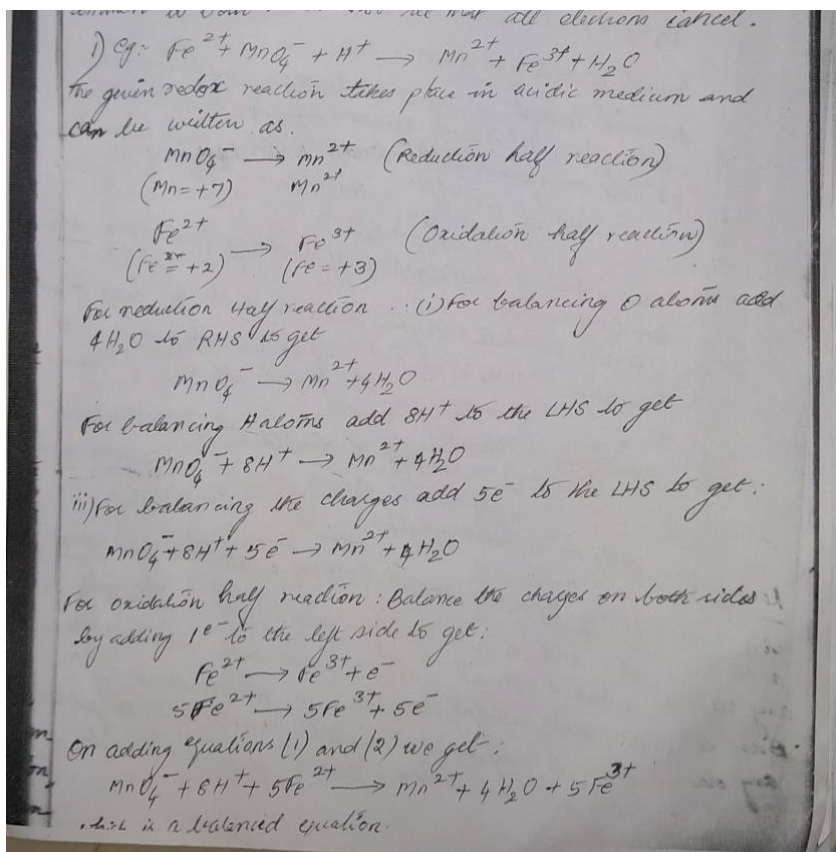 all electrons cancel.
1) eg:- Fe²⁺ + MnO₄⁻ + H⁺ → Mn²⁺ + Fe³⁺ + H₂O
The given redox reaction takes place in acidic medium and
can be written as.
MnO₄⁻ → mn²⁺ (Reduction half reaction)
(Mn = +7) Mn²⁺
Fe²⁺ → Fe³⁺ (Oxidation half reaction)
(Fe = +2) (Fe = +3)
For reduction Half reaction :. (i) For balancing O atoms add
4H₂O to RHS to get
MnO₄⁻ → Mn²⁺ + 4H₂O
For balancing H atoms add 8H⁺ to the LHS to get
MnO₄⁻ + 8H⁺ → Mn²⁺ + 4H₂O
iii) For balancing the charges add 5e⁻ to the LHS to get:
MnO₄⁻ + 8H⁺ + 5e⁻ → Mn²⁺ + 4H₂O
For oxidation half reaction : Balance the charges on both sides
by adding 1e⁻ to the left side to get:
Fe²⁺ → Fe³⁺ + e⁻
5Fe²⁺ → 5Fe³⁺ + 5e⁻
On adding equations (1) and (2) we get:
MnO₄⁻ + 8H⁺ + 5Fe²⁺ → Mn²⁺ + 4H₂O + 5Fe³⁺
which is a balanced equation.